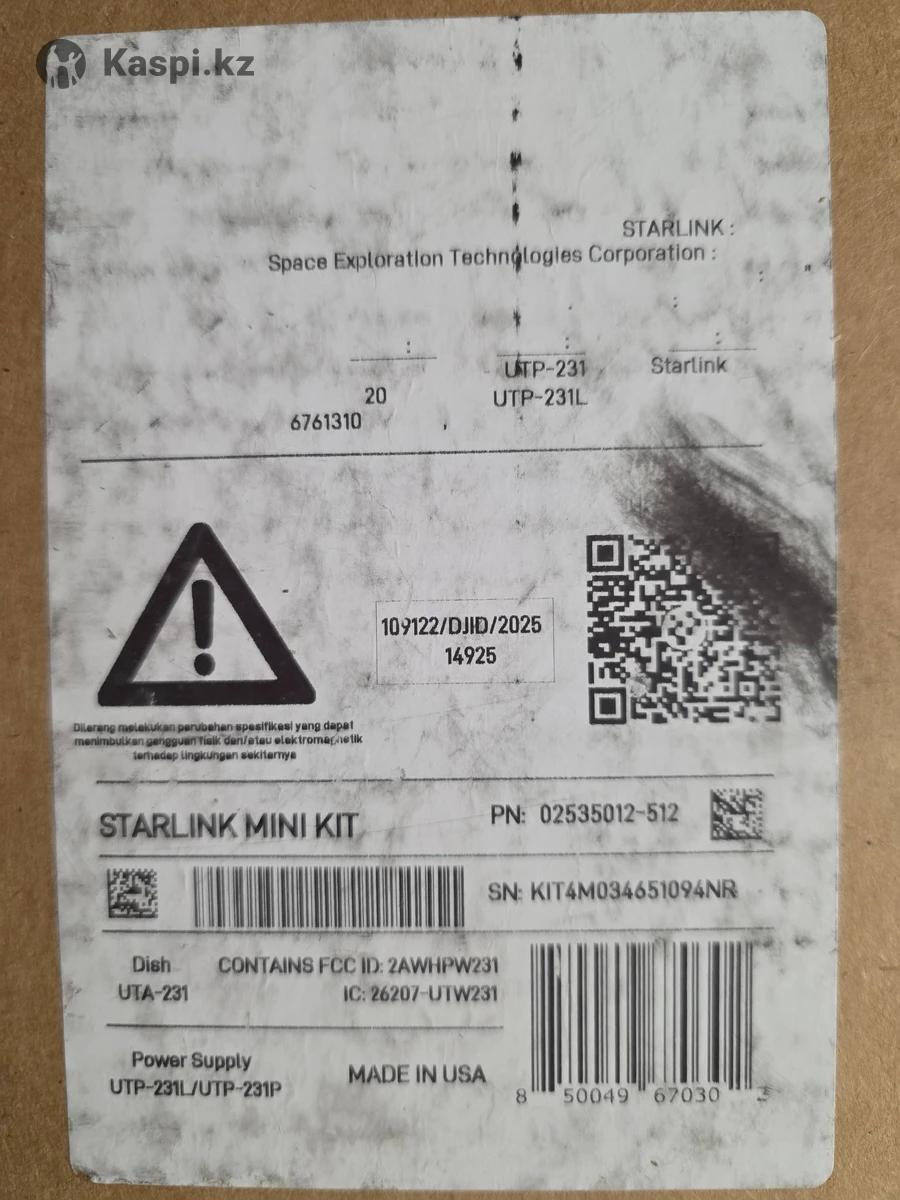 Kaspi.kz
STARLINK :
Space Exploration Technologies Corporation :
UTP-231
Starlink
20
UTP-231L
6761310
109122/DJID/2025
14925
Dilarang melakukan perubahan spesifikasi yang dapat
menimbulkan gangguan fisik dan/atau elektromagnetik
terhadap lingkungan sekitarnya
STARLINK MINI KIT
PN: 02535012-512
SN: KIT4M034651094NR
Dish
UTA-231
CONTAINS FCC ID: 2AWHPW231
IC: 26207-UTW231
Power Supply
UTP-231L/UTP-231P
MADE IN USA
8 50049 67030